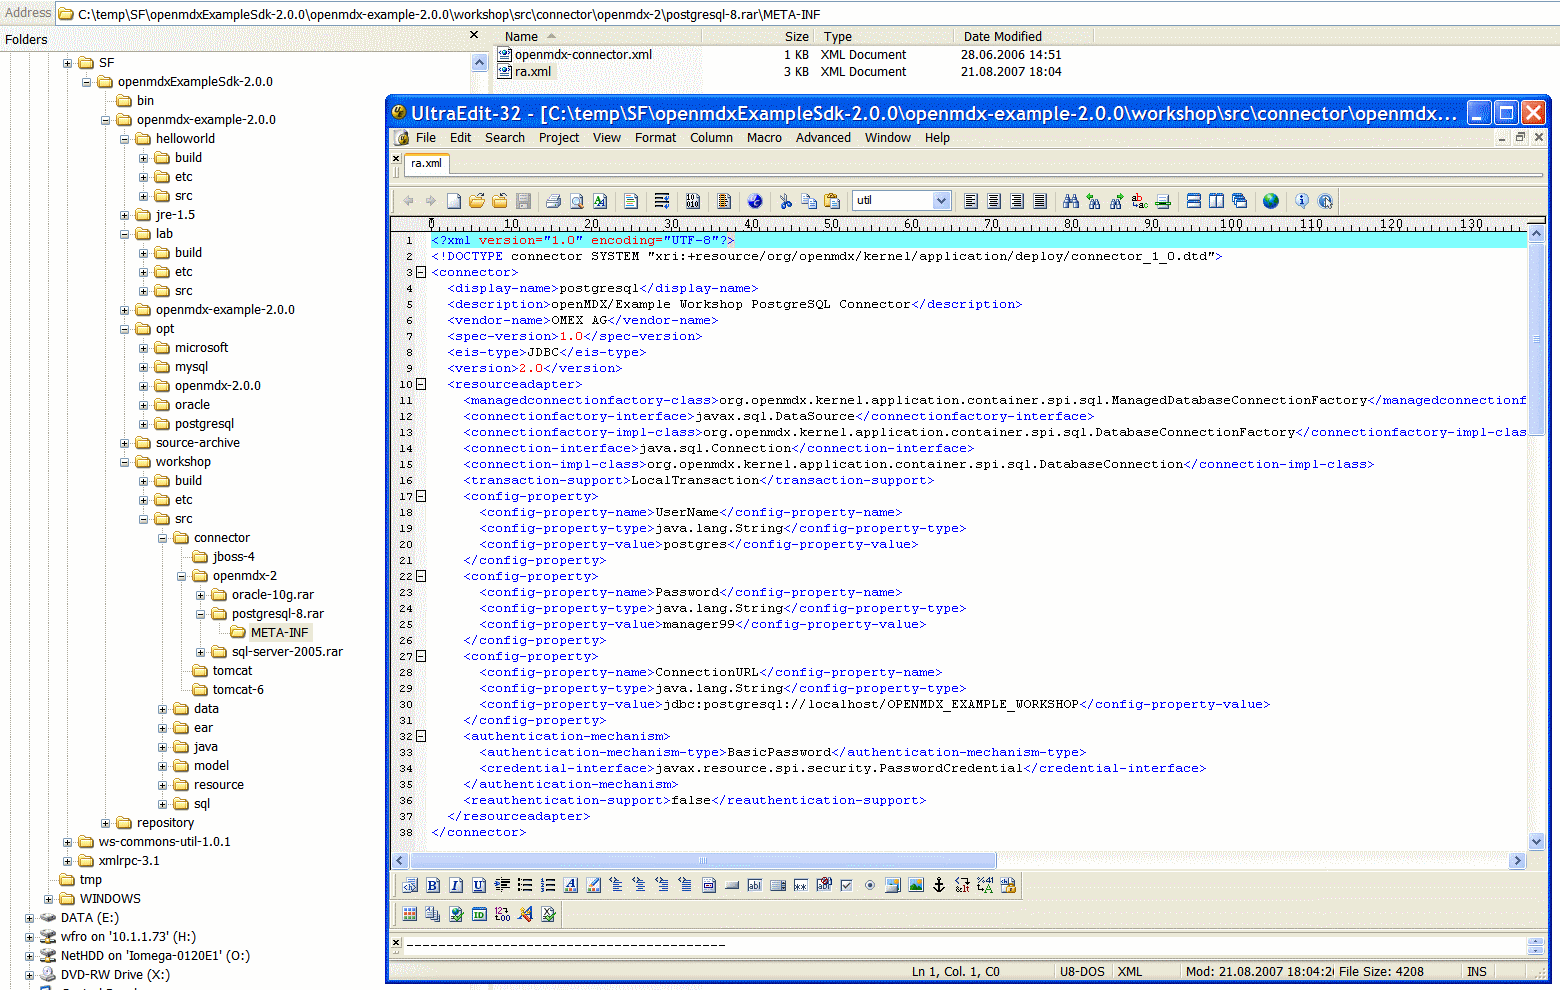 Address C:\temp\SF\openmdxExampleSdk-2.0.0\openmdx-example-2.0.0\workshop\src\connector\openmdx-2\postgresql-8.rar\META-INF
Folders
SF
openmdxExampleSdk-2.0.0
bin
openmdx-example-2.0.0
helloworld
build
etc
src
jre-1.5
lab
build
etc
src
openmdx-example-2.0.0
opt
microsoft
mysql
openmdx-2.0.0
oracle
postgresql
source-archive
workshop
build
etc
src
connector
jboss-4
openmdx-2
oracle-10g.rar
postgresql-8.rar
META-INF
sql-server-2005.rar
tomcat
tomcat-6
data
ear
java
model
resource
sql
repository
ws-commons-util-1.0.1
xmlrpc-3.1
tmp
WINDOWS
DATA (E:)
wfro on '10.1.1.73' (H:)
NetHDD on 'Iomega-0120E1' (O:)
DVD-RW Drive (X:)
Name Size Type Date Modified
openmdx-connector.xml 1 KB XML Document 28.06.2006 14:51
ra.xml 3 KB XML Document 21.08.2007 18:04
UltraEdit-32 - [C:\temp\SF\openmdxExampleSdk-2.0.0\openmdx-example-2.0.0\workshop\src\connector\openmdx...
File Edit Search Project View Format Column Macro Advanced Window Help
ra.xml
util
0 10 20 30 40 50 60 70 80 90 100 110 120 130
1 <?xml version="1.0" encoding="UTF-8"?>
2 <!DOCTYPE connector SYSTEM "xri:+resource/org/openmdx/kernel/application/deploy/connector_1_0.dtd">
3 <connector>
4 <display-name>postgresql</display-name>
5 <description>openMDX/Example Workshop PostgreSQL Connector</description>
6 <vendor-name>OMEX AG</vendor-name>
7 <spec-version>1.0</spec-version>
8 <eis-type>JDBC</eis-type>
9 <version>2.0</version>
10 <resourceadapter>
11 <managedconnectionfactory-class>org.openmdx.kernel.application.container.spi.sql.ManagedDatabaseConnectionFactory</managedconnectionf
12 <connectionfactory-interface>javax.sql.DataSource</connectionfactory-interface>
13 <connectionfactory-impl-class>org.openmdx.kernel.application.container.spi.sql.DatabaseConnectionFactory</connectionfactory-impl-clas
14 <connection-interface>java.sql.Connection</connection-interface>
15 <connection-impl-class>org.openmdx.kernel.application.container.spi.sql.DatabaseConnection</connection-impl-class>
16 <transaction-support>LocalTransaction</transaction-support>
17 <config-property>
18 <config-property-name>UserName</config-property-name>
19 <config-property-type>java.lang.String</config-property-type>
20 <config-property-value>postgres</config-property-value>
21 </config-property>
22 <config-property>
23 <config-property-name>Password</config-property-name>
24 <config-property-type>java.lang.String</config-property-type>
25 <config-property-value>manager99</config-property-value>
26 </config-property>
27 <config-property>
28 <config-property-name>ConnectionURL</config-property-name>
29 <config-property-type>java.lang.String</config-property-type>
30 <config-property-value>jdbc:postgresql://localhost/OPENMDX_EXAMPLE_WORKSHOP</config-property-value>
31 </config-property>
32 <authentication-mechanism>
33 <authentication-mechanism-type>BasicPassword</authentication-mechanism-type>
34 <credential-interface>javax.resource.spi.security.PasswordCredential</credential-interface>
35 </authentication-mechanism>
36 <reauthentication-support>false</reauthentication-support>
37 </resourceadapter>
38 </connector>
----------------------------------------
Ln 1, Col. 1, C0 U8-DOS XML Mod: 21.08.2007 18:04:2 File Size: 4208 INS